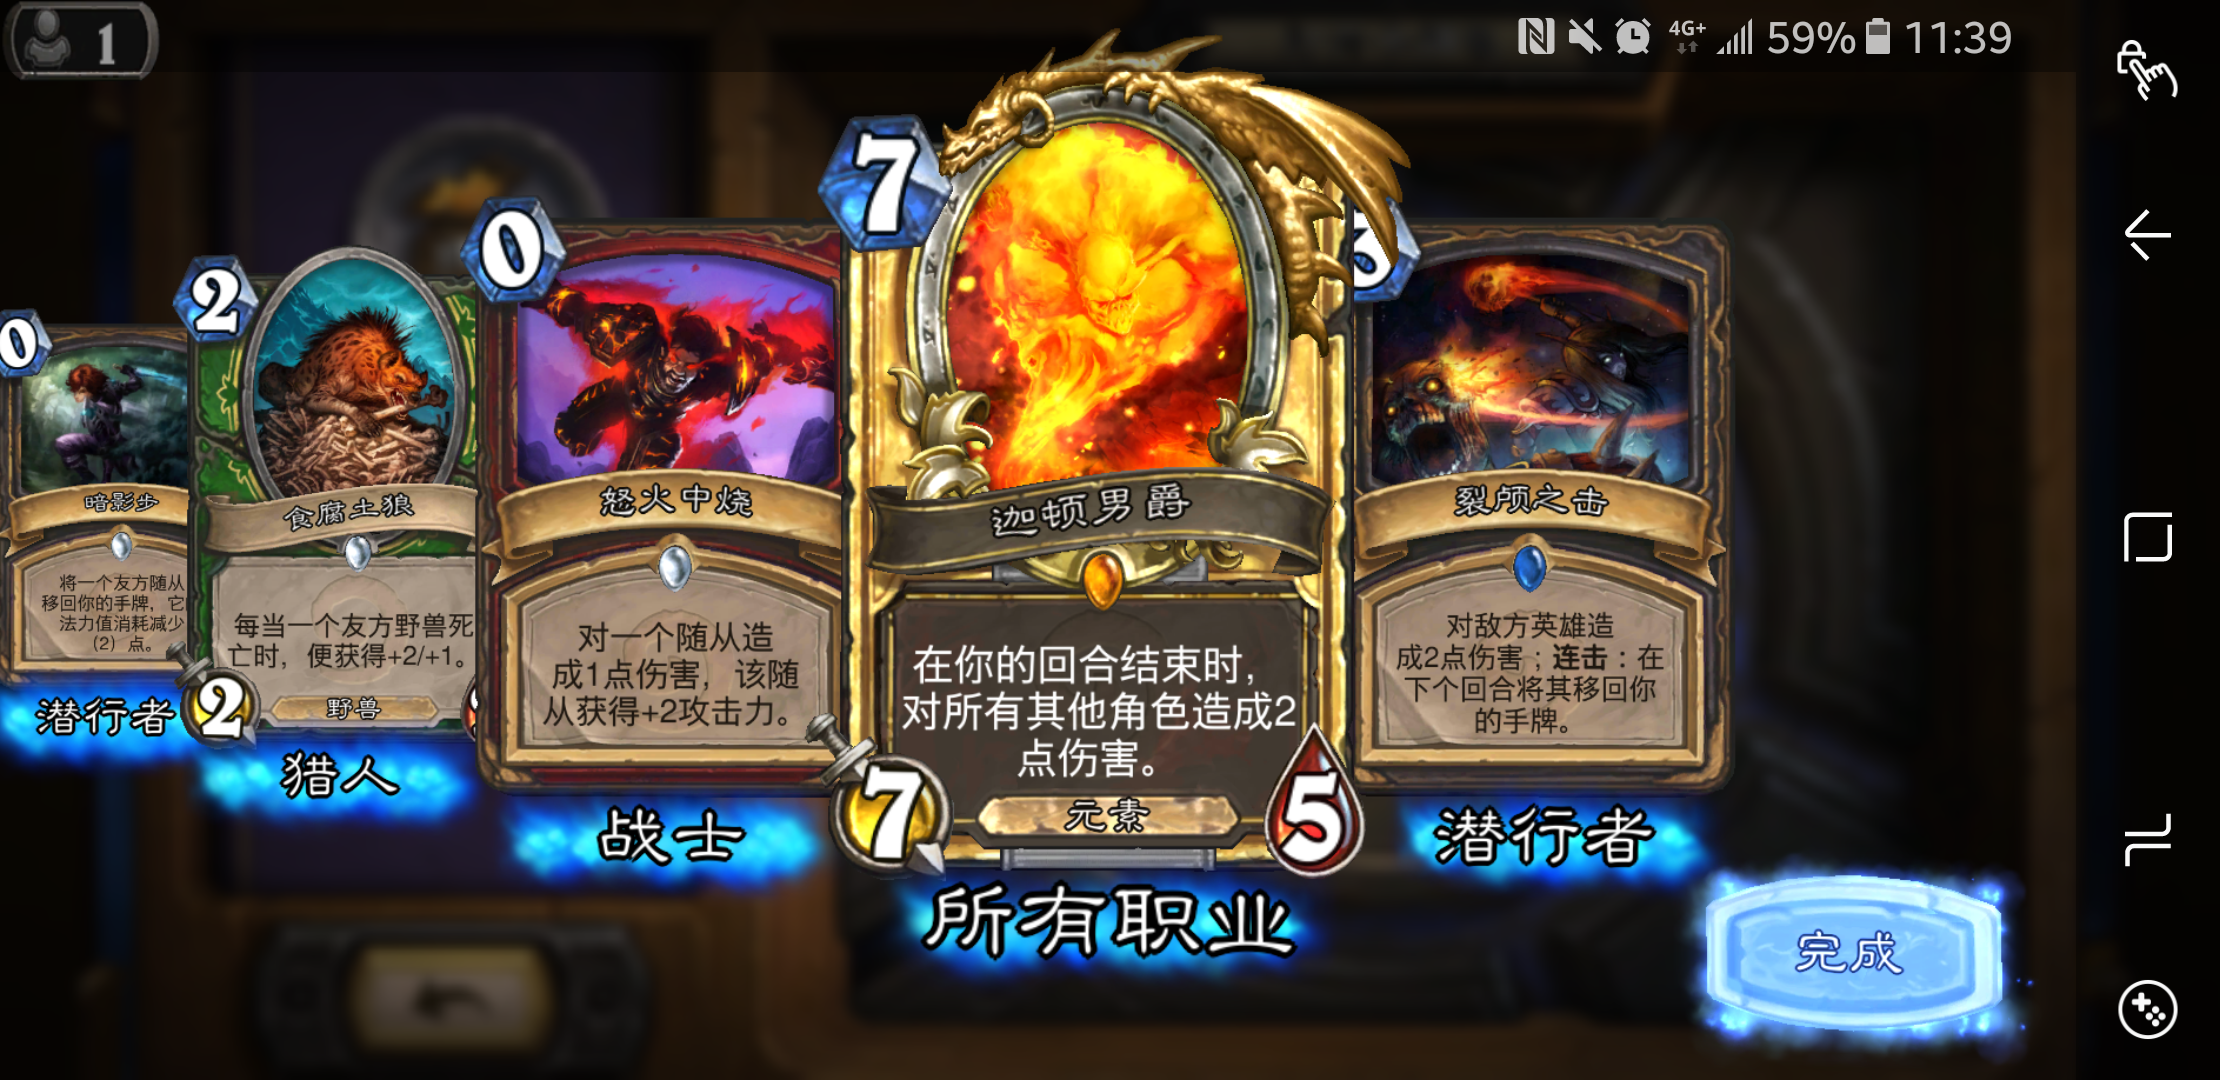 1
4G+ 59% 11:39
0
暗影步
将一个友方随从
移回你的手牌，它
法力值消耗减少
(2) 点。
潜行者
2
食腐土狼
每当一个友方野兽死
亡时，便获得+2/+1。
2
野兽
猎人
0
怒火中烧
对一个随从造
成1点伤害，该随
从获得+2攻击力。
战士
7
迦顿男爵
在你的回合结束时，
对所有其他角色造成2
点伤害。
7
元素
5
所有职业
裂颅之击
对敌方英雄造
成2点伤害；连击：在
下个回合将其移回你
的手牌。
潜行者
完成